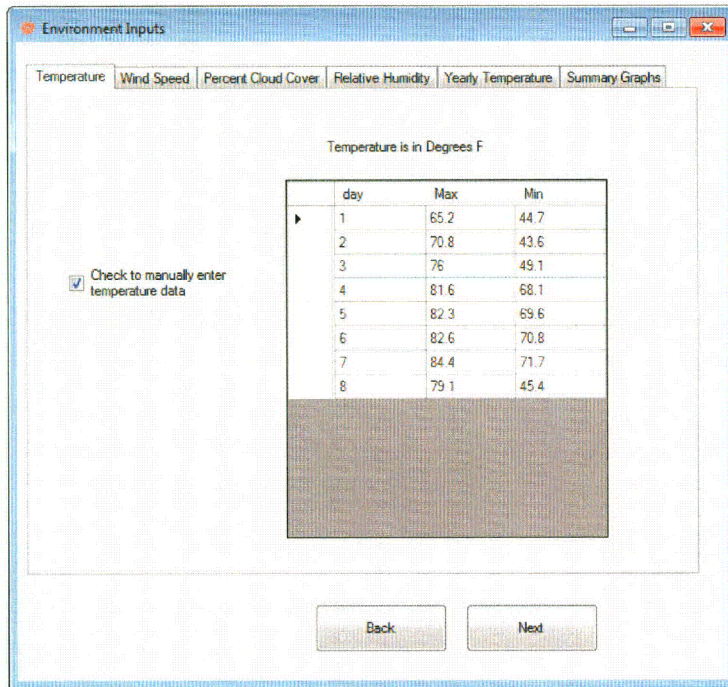 Environment Inputs
Temperature Wind Speed Percent Cloud Cover Relative Humidity Yearly Temperature Summary Graphs
Temperature is in Degrees F
day Max Min
1 65.2 44.7
2 70.8 43.6
3 76 49.1
4 81.6 68.1
5 82.3 69.6
6 82.6 70.8
7 84.4 71.7
8 79.1 45.4
Check to manually enter
temperature data
Back Next